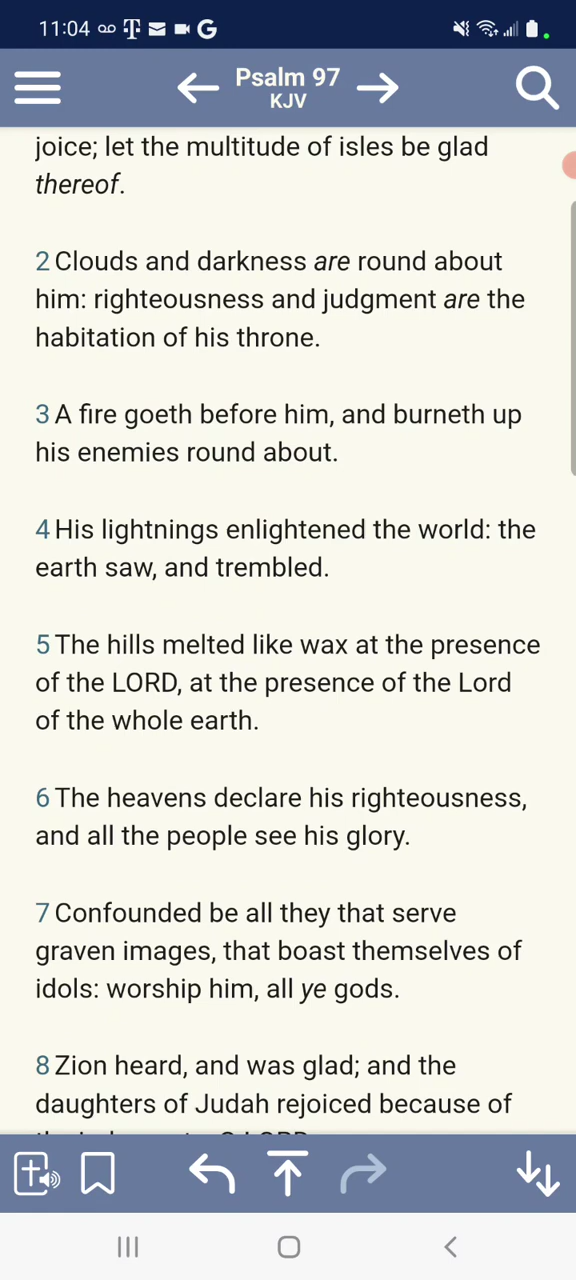 11:04
Psalm 97
KJV
joice; let the multitude of isles be glad
thereof.
2 Clouds and darkness are round about
him: righteousness and judgment are the
habitation of his throne.
3 A fire goeth before him, and burneth up
his enemies round about.
4 His lightnings enlightened the world: the
earth saw, and trembled.
5 The hills melted like wax at the presence
of the LORD, at the presence of the Lord
of the whole earth.
6 The heavens declare his righteousness,
and all the people see his glory.
7 Confounded be all they that serve
graven images, that boast themselves of
idols: worship him, all ye gods.
8 Zion heard, and was glad; and the
daughters of Judah rejoiced because of